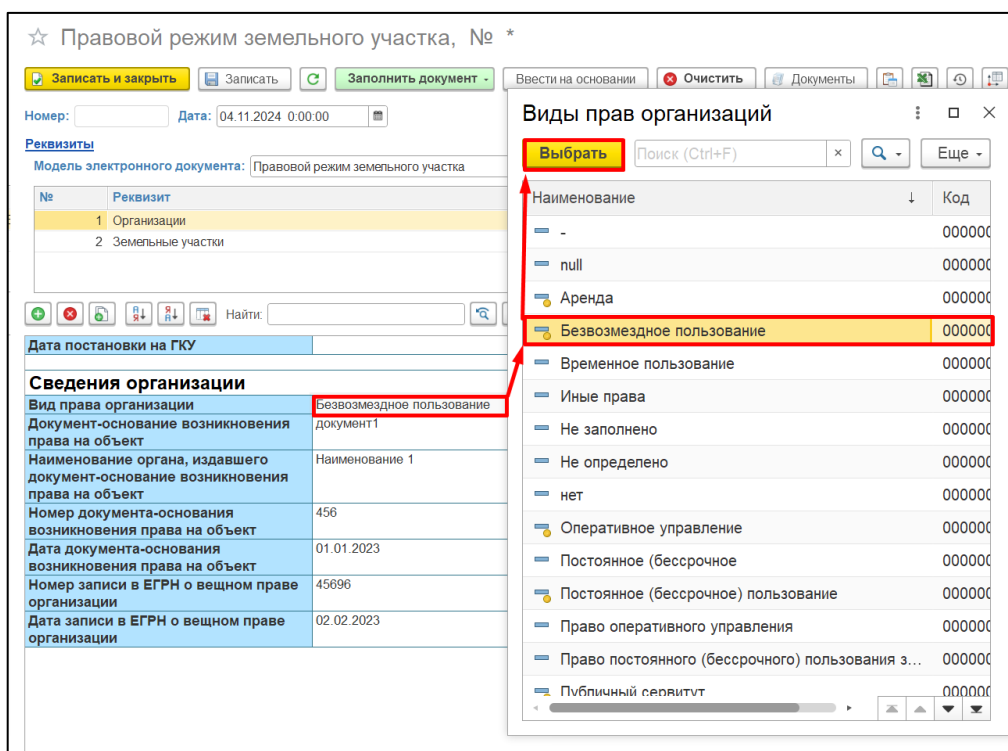 Правовой режим земельного участка, № *
Записать и закрыть
Записать
Заполнить документ
Ввести на основании
Очистить
Документы
Номер:
Дата: 04.11.2024 0:00:00
Реквизиты
Модель электронного документа: Правовой режим земельного участка
№ Реквизит
1 Организации
2 Земельные участки
Найти:
Дата постановки на ГКУ
Сведения организации
Вид права организации Безвозмездное пользование
Документ-основание возникновения документ1
права на объект
Наименование органа, издавшего Наименование 1
документ-основание возникновения
права на объект
Номер документа-основания 456
возникновения права на объект
Дата документа-основания 01.01.2023
возникновения права на объект
Номер записи в ЕГРН о вещном праве 45696
организации
Дата записи в ЕГРН о вещном праве 02.02.2023
организации
Виды прав организаций
Выбрать
Поиск (Ctrl+F)
Еще
Наименование ↓ Код
- 000000
null 000000
Аренда 000000
Безвозмездное пользование 000000
Временное пользование 000000
Иные права 000000
Не заполнено 000000
Не определено 000000
нет 000000
Оперативное управление 000000
Постоянное (бессрочное 000000
Постоянное (бессрочное) пользование 000000
Право оперативного управления 000000
Право постоянного (бессрочного) пользования з... 000000
Публичный сервитут 000000